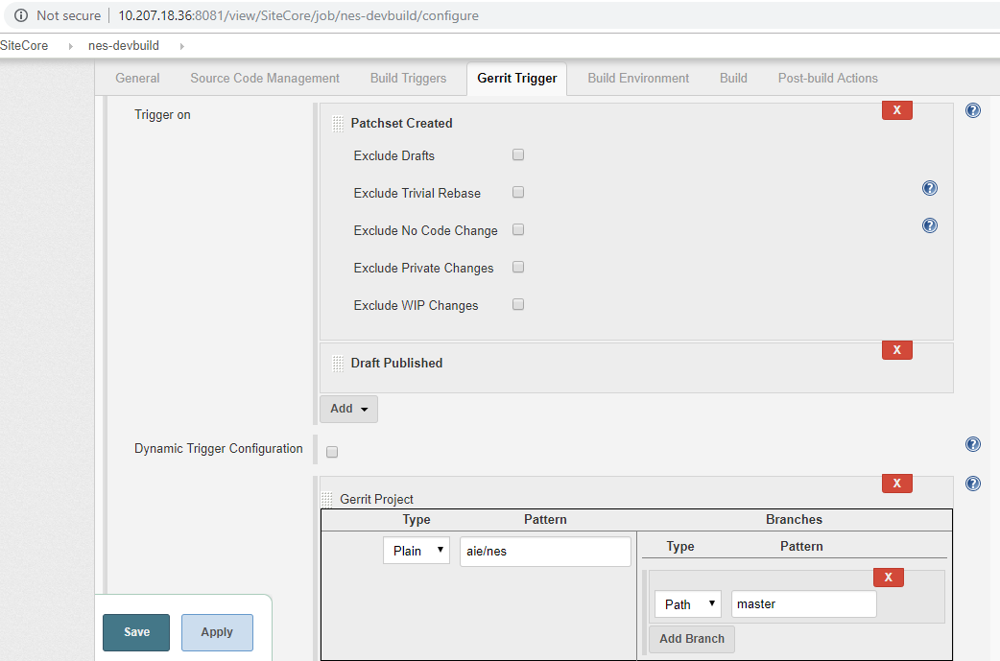 Not secure | 10.207.18.36:8081/view/SiteCore/job/nes-devbuild/configure
SiteCore nes-devbuild
General Source Code Management Build Triggers Gerrit Trigger Build Environment Build Post-build Actions
Trigger on
X
?
Patchset Created
Exclude Drafts
Exclude Trivial Rebase
?
Exclude No Code Change
?
Exclude Private Changes
Exclude WIP Changes
X
Draft Published
Add
Dynamic Trigger Configuration
?
X
?
Gerrit Project
Type Pattern Branches
Plain aie/nes
Type Pattern
X
Path master
Add Branch
Save Apply